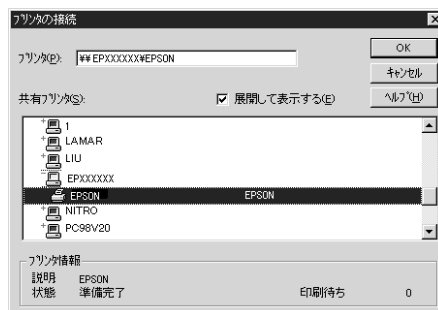 プリンタの接続
プリンタ(P): ¥¥EPXXXXXX¥EPSON
OK
キャンセル
共有プリンタ(S): 展開して表示する(E) ヘルプ(H)
1
LAMAR
LIU
EPXXXXXX
EPSON EPSON
NITRO
PC98V20
プリンタ情報
説明 EPSON
状態 準備完了 印刷待ち 0